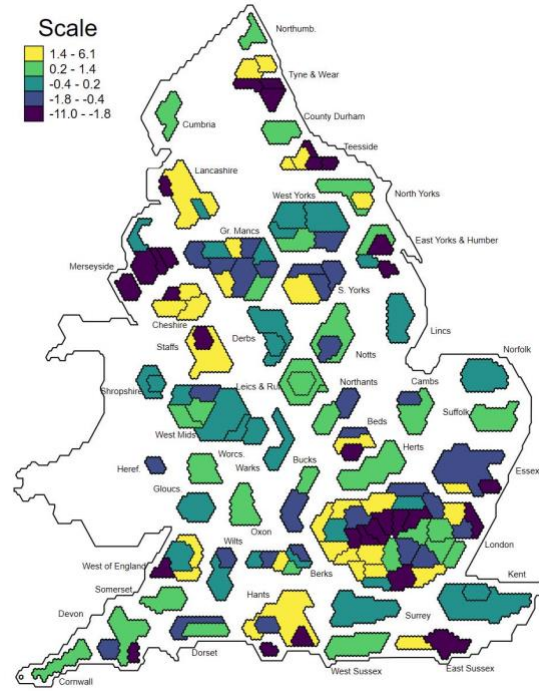 Scale
1.4 - 6.1
0.2 - 1.4
-0.4 - 0.2
-1.8 - -0.4
-11.0 - -1.8
Northumb.
Tyne & Wear
County Durham
Cumbria
Teesside
Lancashire
West Yorks
North Yorks
Gr. Mancs
East Yorks & Humber
Merseyside
S. Yorks
Cheshire
Derbs
Lincs
Staffs
Notts
Norfolk
Shropshire
Leics & Ru
Northants
Cambs
Suffolk
West Mids
Beds
Worcs.
Herts
Heref.
Warks
Bucks
Essex
Gloucs
Oxon
London
Wilts
West of England
Berks
Kent
Somerset
Hants
Devon
Surrey
Dorset
Cornwall
West Sussex
East Sussex